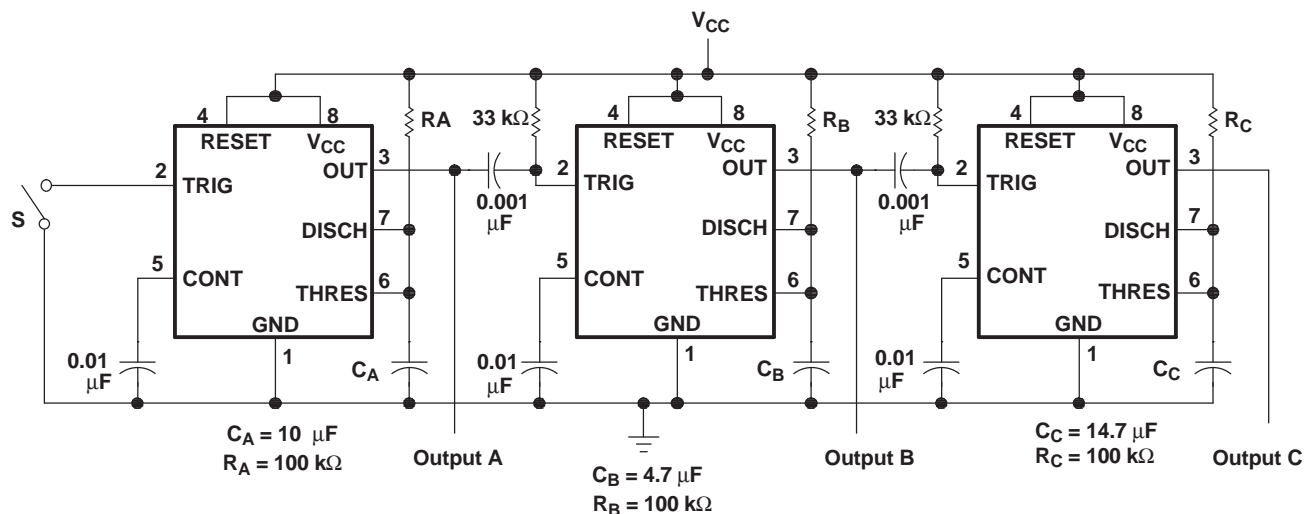 VCC
4
8
RESET
VCC
RA
33 kΩ
2
TRIG
3
OUT
S
DISCH
7
5
CONT
THRES
6
GND
0.01
μF
1
CA
CA = 10 μF
RA = 100 kΩ
Output A
0.001
μF
4
8
RESET
VCC
RB
33 kΩ
2
TRIG
3
OUT
DISCH
7
5
CONT
THRES
6
GND
0.01
μF
1
CB
CB = 4.7 μF
RB = 100 kΩ
Output B
0.001
μF
4
8
RESET
VCC
RC
2
TRIG
3
OUT
DISCH
7
5
CONT
THRES
6
GND
0.01
μF
1
CC
CC = 14.7 μF
RC = 100 kΩ
Output C